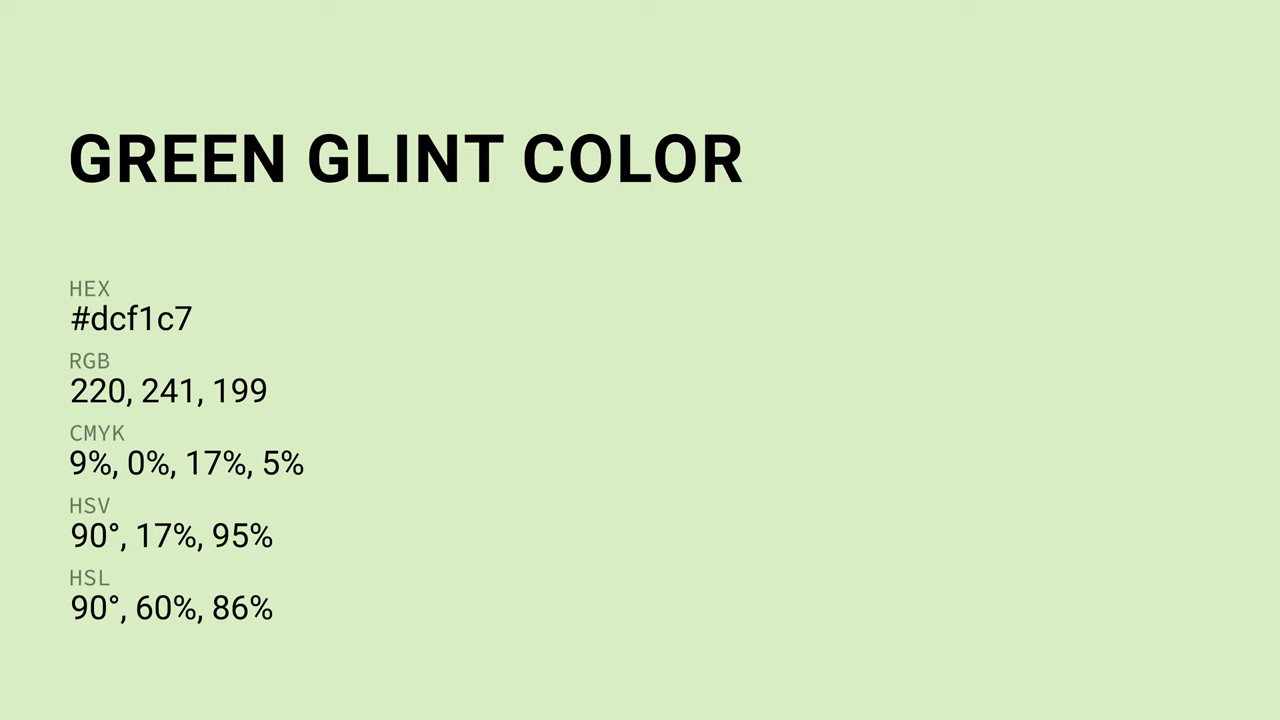 GREEN GLINT COLOR
HEX
#dcf1c7
RGB
220, 241, 199
CMYK
9%, 0%, 17%, 5%
HSV
90°, 17%, 95%
HSL
90°, 60%, 86%